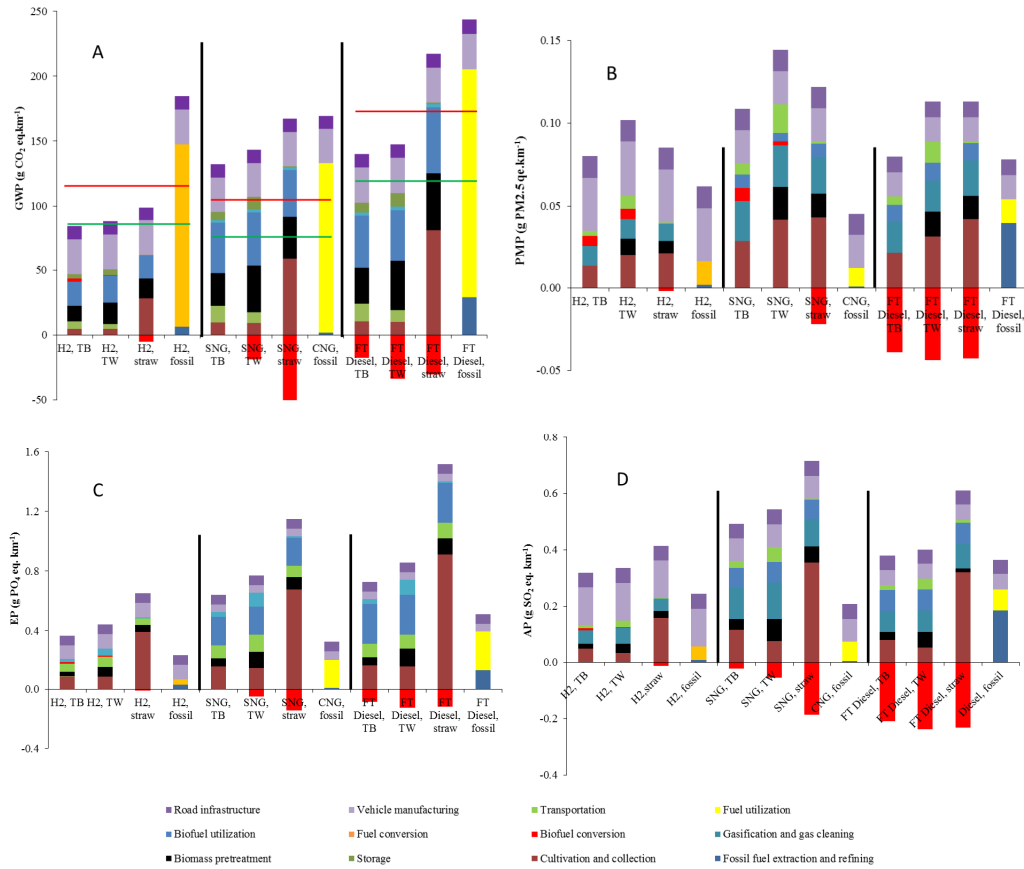 A
GWP (g CO2 eq.km-1)
250
200
150
100
50
0
-50
H2, TB
H2, TW
H2, straw
H2, fossil
SNG, TB
SNG, TW
SNG, straw
CNG, fossil
FT Diesel, TB
FT Diesel, TW
FT Diesel, straw
FT Diesel, fossil
B
PMP (g PM2.5 qe.km-1)
0.15
0.10
0.05
0.00
-0.05
H2, TB
H2, TW
H2, straw
H2, fossil
SNG, TB
SNG, TW
SNG, straw
CNG, fossil
FT Diesel, TB
FT Diesel, TW
FT Diesel, straw
FT Diesel, fossil
C
EP (g PO4 eq. km-1)
1.6
1.2
0.8
0.4
0.0
-0.4
H2, TB
H2, TW
H2, straw
H2, fossil
SNG, TB
SNG, TW
SNG, straw
CNG, fossil
FT Diesel, TB
FT Diesel, TW
FT Diesel, straw
FT Diesel, fossil
D
AP (g SO2 eq. km-1)
0.8
0.6
0.4
0.2
0.0
-0.2
-0.4
H2, TB
H2, TW
H2,straw
H2, fossil
SNG, TB
SNG, TW
SNG, straw
CNG, fossil
FT Diesel, TB
FT Diesel, TW
FT Diesel, straw
Diesel, fossil
Road infrastructure
Vehicle manufacturing
Transportation
Fuel utilization
Biofuel utilization
Fuel conversion
Biofuel conversion
Gasification and gas cleaning
Biomass pretreatment
Storage
Cultivation and collection
Fossil fuel extraction and refining